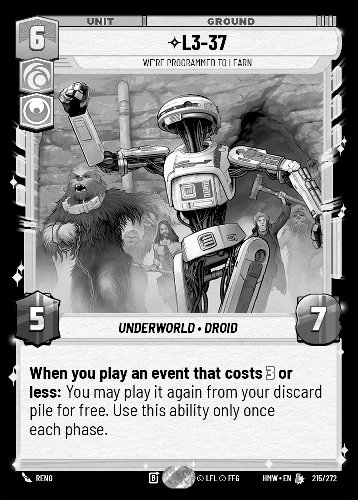 UNIT GROUND
6
✧L3-37
WE'RE PROGRAMMED TO LEARN
5
7
UNDERWORLD • DROID
When you play an event that costs 3 or
less: You may play it again from your discard
pile for free. Use this ability only once
each phase.
RENO
© LFL © FFG
HMW • EN
215/272